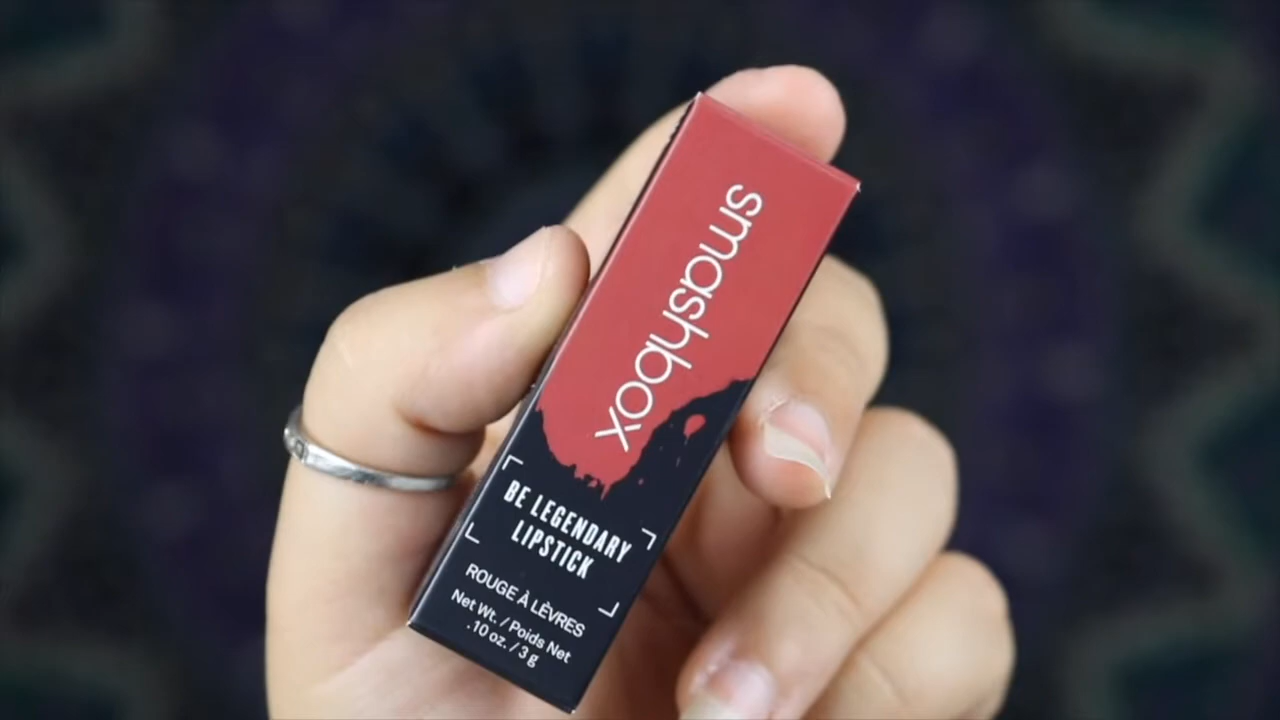 smashbox
BE LEGENDARY
LIPSTICK
ROUGE À LÈVRES
Net Wt. / Poids Net
.10 oz. / 3 g